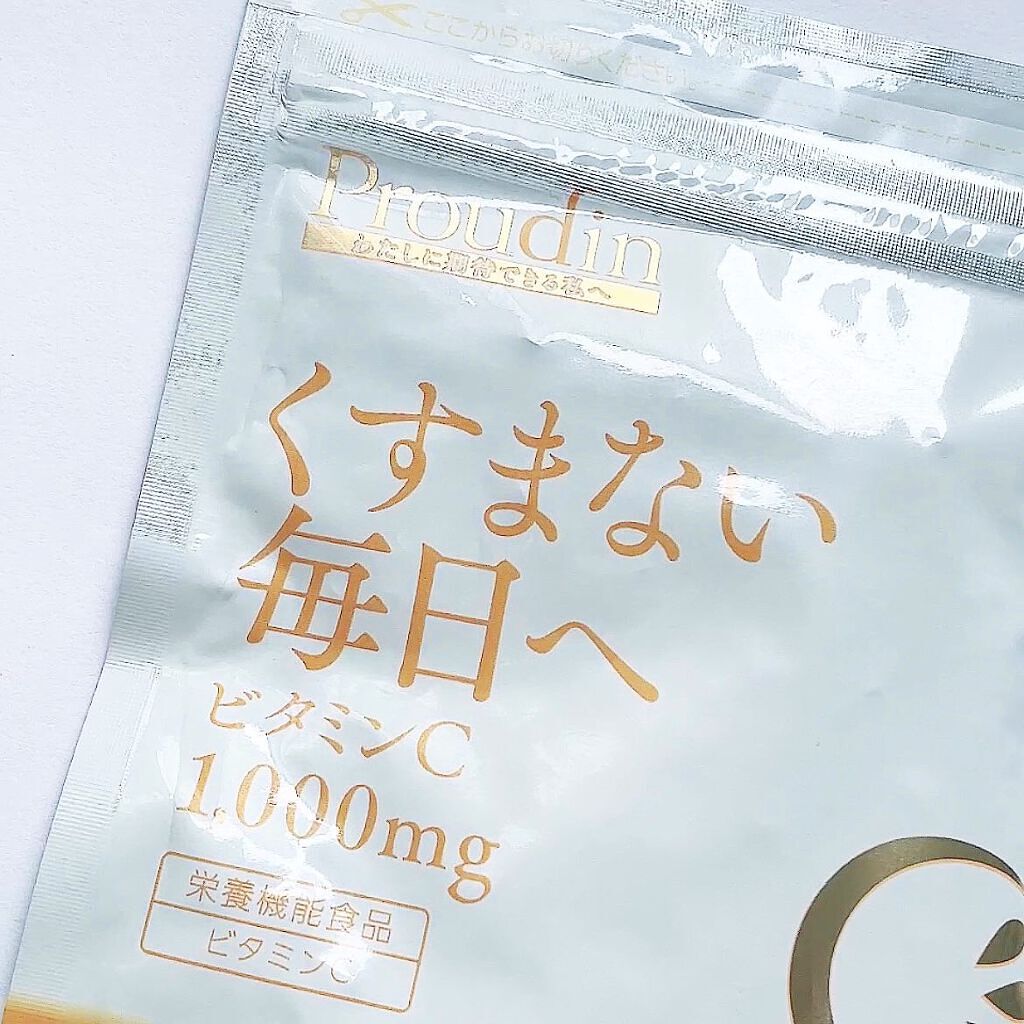 ここからお切りください
Proudin
わたしに期待できる私へ
くすまない
毎日へ
ビタミンC
1,000mg
栄養機能食品
ビタミンC